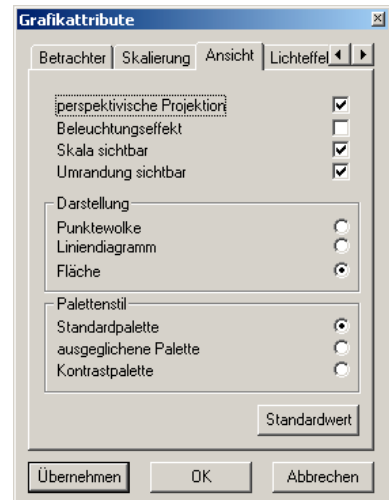 Grafikattribute
Betrachter Skalierung Ansicht Lichteffel
perspektivische Projektion
Beleuchtungseffekt
Skala sichtbar
Umrandung sichtbar
Darstellung
Punktewolke
Liniendiagramm
Fläche
Palettenstil
Standardpalette
ausgeglichene Palette
Kontrastpalette
Standardwert
Übernehmen OK Abbrechen